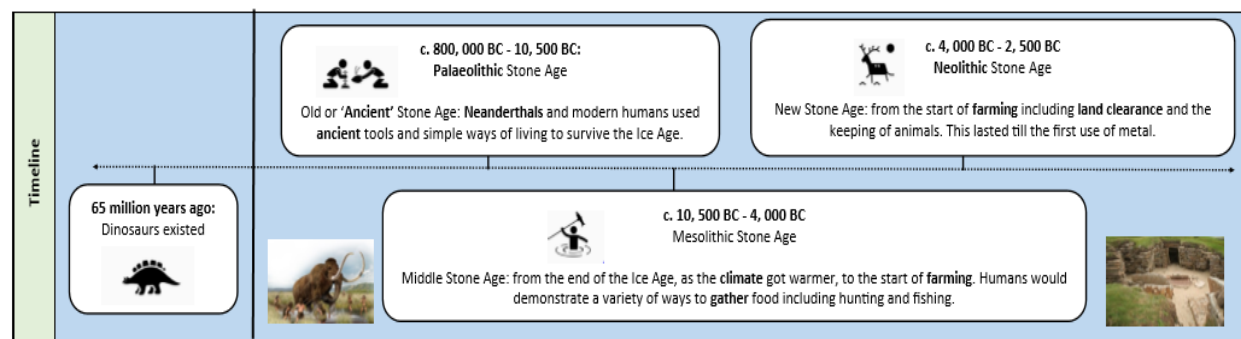 Timeline
c. 800, 000 BC - 10, 500 BC:
Palaeolithic Stone Age
Old or ‘Ancient’ Stone Age: Neanderthals and modern humans used
ancient tools and simple ways of living to survive the Ice Age.
c. 4, 000 BC - 2, 500 BC
Neolithic Stone Age
New Stone Age: from the start of farming including land clearance and the
keeping of animals. This lasted till the first use of metal.
65 million years ago:
Dinosaurs existed
c. 10, 500 BC - 4, 000 BC
Mesolithic Stone Age
Middle Stone Age: from the end of the Ice Age, as the climate got warmer, to the start of farming. Humans would
demonstrate a variety of ways to gather food including hunting and fishing.